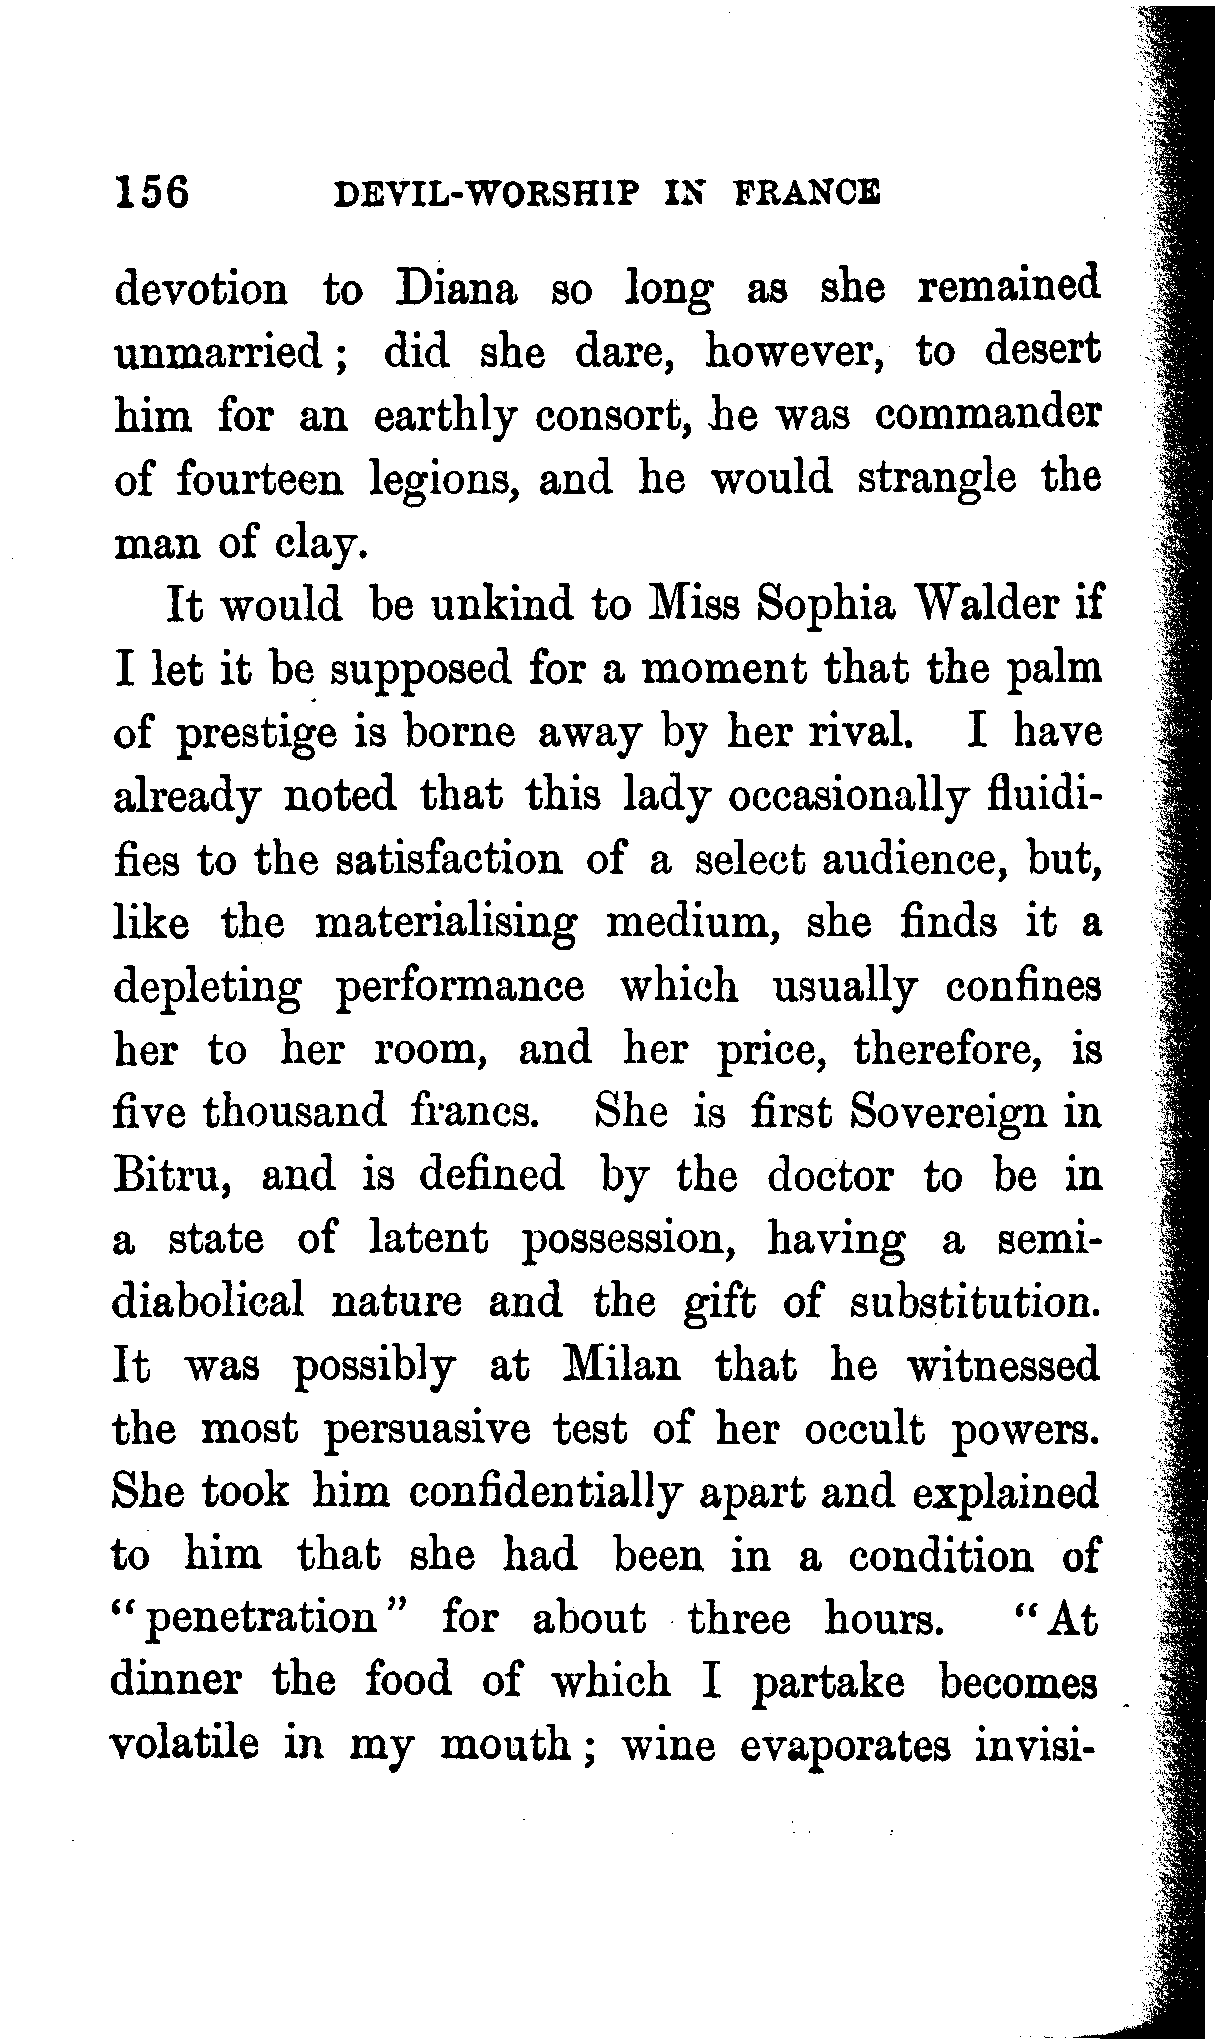 156 DEVIL-WORSHIP IN FRANCE
devotion to Diana so long as she remained
unmarried ; did she dare, however, to desert
him for an earthly consort, he was commander
of fourteen legions, and he would strangle the
man of clay.
It would be unkind to Miss Sophia Walder if
I let it be supposed for a moment that the palm
of prestige is borne away by her rival. I have
already noted that this lady occasionally fluidi-
fies to the satisfaction of a select audience, but,
like the materialising medium, she finds it a
depleting performance which usually confines
her to her room, and her price, therefore, is
five thousand francs. She is first Sovereign in
Bitru, and is defined by the doctor to be in
a state of latent possession, having a semi-
diabolical nature and the gift of substitution.
It was possibly at Milan that he witnessed
the most persuasive test of her occult powers.
She took him confidentially apart and explained
to him that she had been in a condition of
“penetration” for about three hours. “At
dinner the food of which I partake becomes
volatile in my mouth ; wine evaporates invisi-